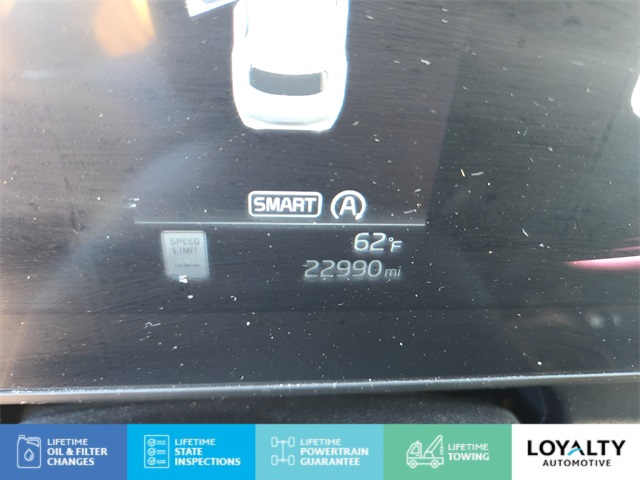 SMART A
62°F
SPEED
LIMIT
---
22990 mi
LIFETIME
OIL & FILTER
CHANGES
LIFETIME
STATE
INSPECTIONS
LIFETIME
POWERTRAIN
GUARANTEE
LIFETIME
TOWING
LOYALTY
AUTOMOTIVE